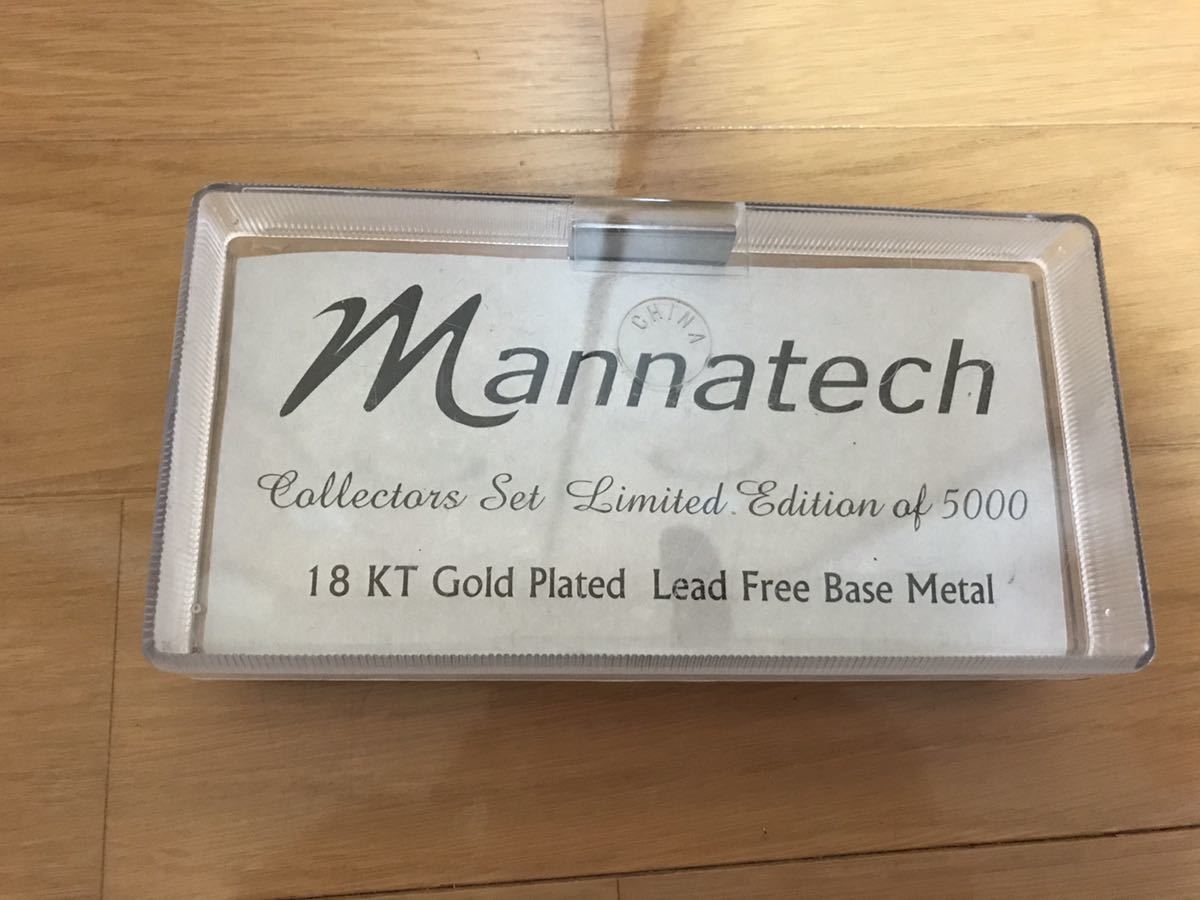 CHINA
Mannatech
Collectors Set Limited Edition of 5000
18 KT Gold Plated Lead Free Base Metal